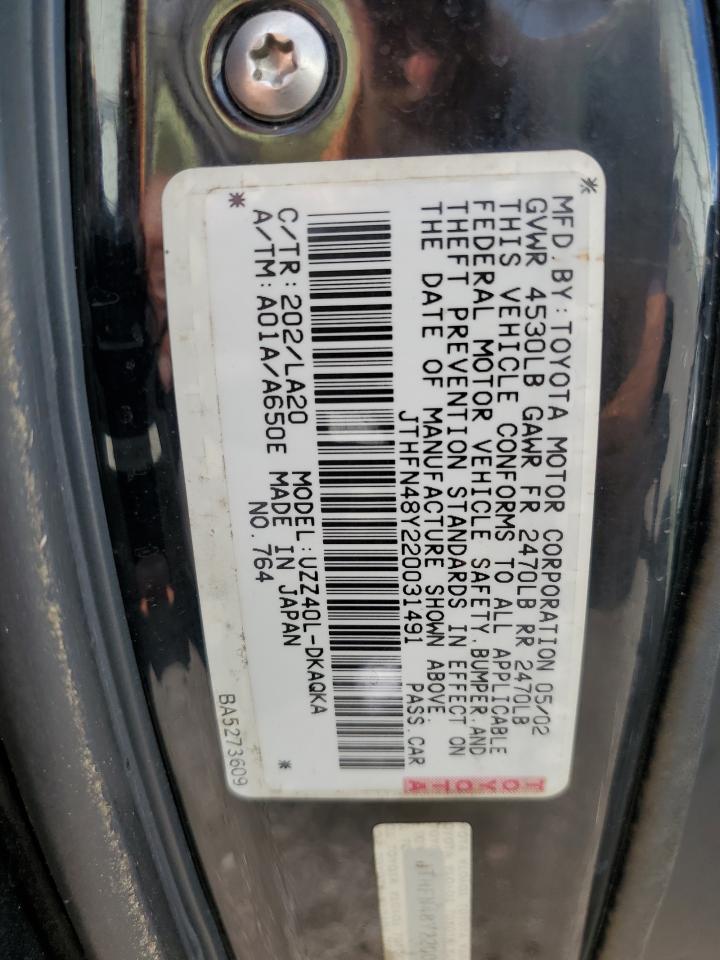 MFD.BY:TOYOTA MOTOR CORPORATION 05/02
GVWR 4530LB GAWR FR 2470LB RR 2470LB
THIS VEHICLE CONFORMS TO ALL APPLICABLE
FEDERAL MOTOR VEHICLE SAFETY,BUMPER,AND
THEFT PREVENTION STANDARDS IN EFFECT ON
THE DATE OF MANUFACTURE SHOWN ABOVE.
JTHFN48Y220031491 PASS.CAR
TOYOTA
C/TR:202/LA20 MODEL:UZZ40L-DKAQKA
A/TM:A01A/A650E MADE IN JAPAN
NO.764
BA5273609